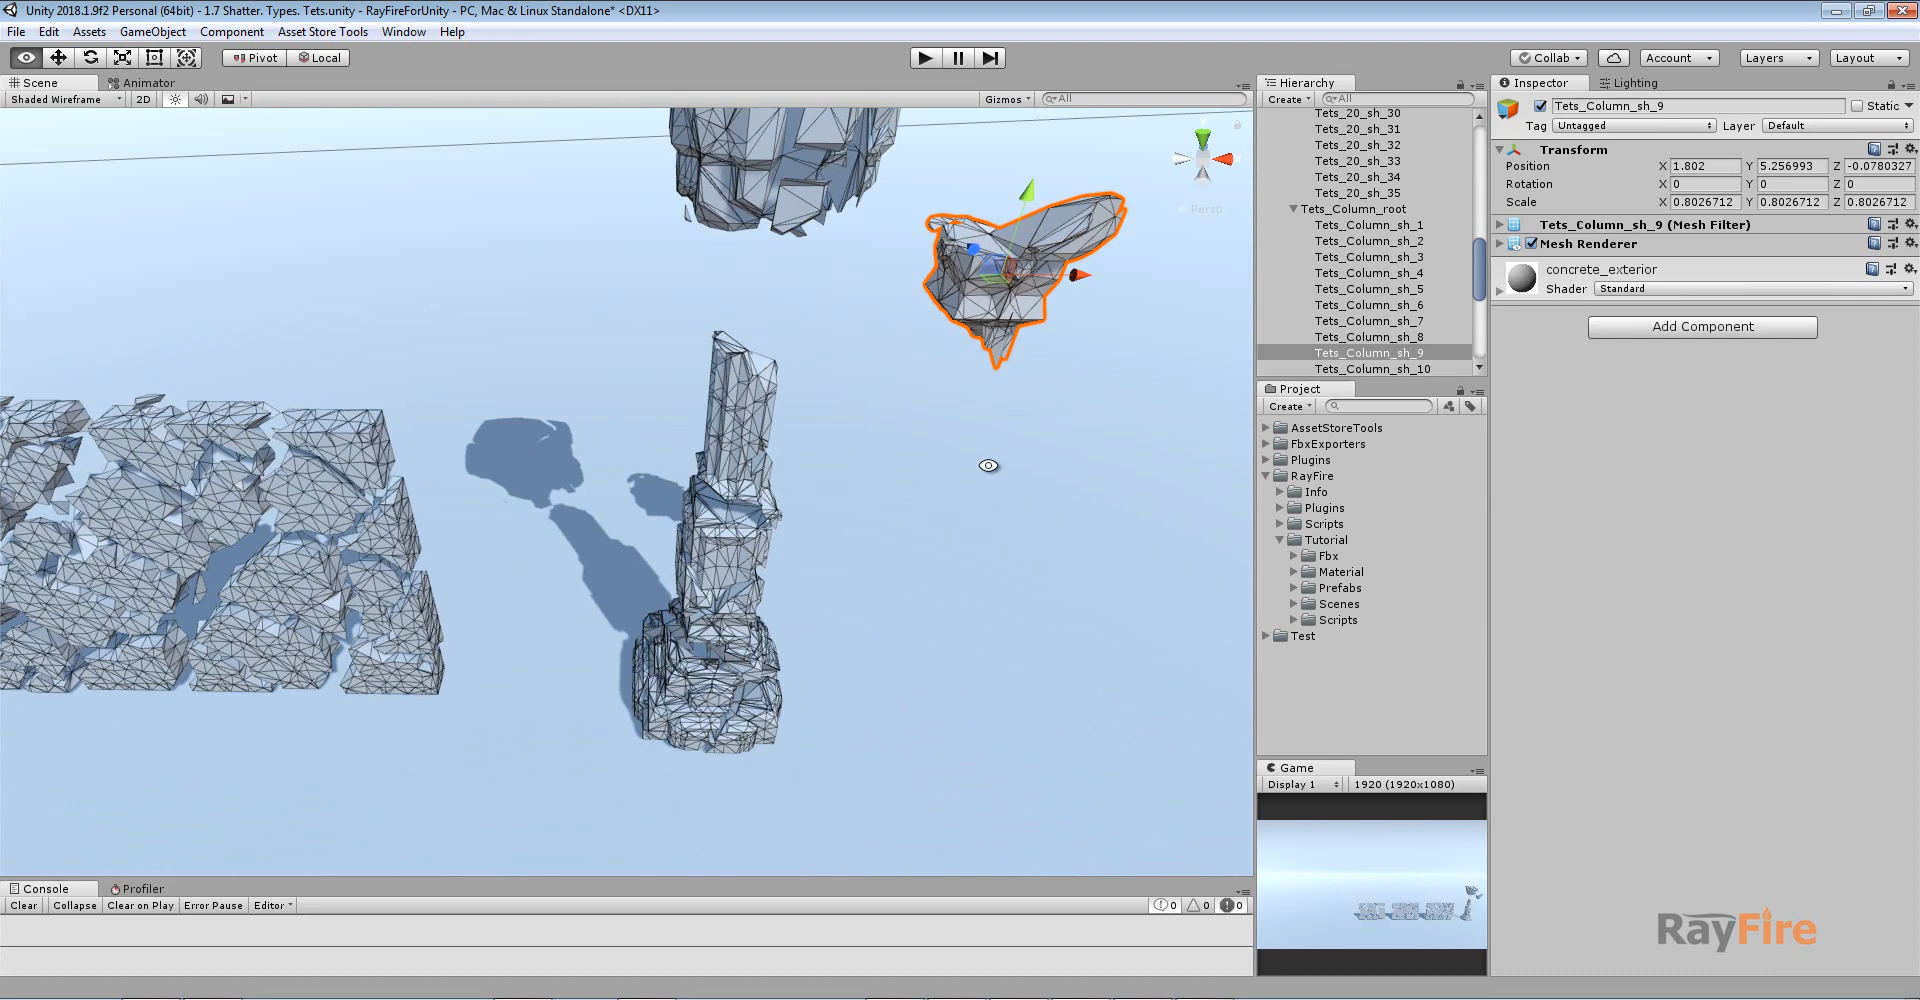 Unity 2018.1.9f2 Personal (64bit) - 1.7 Shatter. Types. Tets.unity - RayFireForUnity - PC, Mac & Linux Standalone* <DX11>
File Edit Assets GameObject Component Asset Store Tools Window Help
Pivot Local Collab Account Layers Layout
Scene Animator
Shaded Wireframe 2D Gizmos All
Persp
Hierarchy
Create All
Tets_20_sh_30
Tets_20_sh_31
Tets_20_sh_32
Tets_20_sh_33
Tets_20_sh_34
Tets_20_sh_35
Tets_Column_root
Tets_Column_sh_1
Tets_Column_sh_2
Tets_Column_sh_3
Tets_Column_sh_4
Tets_Column_sh_5
Tets_Column_sh_6
Tets_Column_sh_7
Tets_Column_sh_8
Tets_Column_sh_9
Tets_Column_sh_10
Project
Create
AssetStoreTools
FbxExporters
Plugins
RayFire
Info
Plugins
Scripts
Tutorial
Fbx
Material
Prefabs
Scenes
Scripts
Test
Game
Display 1 1920 (1920x1080)
Inspector Lighting
Tets_Column_sh_9 Static
Tag Untagged Layer Default
Transform
Position X 1.802 Y 5.256993 Z -0.0780327
Rotation X 0 Y 0 Z 0
Scale X 0.8026712 Y 0.8026712 Z 0.8026712
Tets_Column_sh_9 (Mesh Filter)
Mesh Renderer
concrete_exterior
Shader Standard
Add Component
Console Profiler
Clear Collapse Clear on Play Error Pause Editor 0 0 0
RayFire